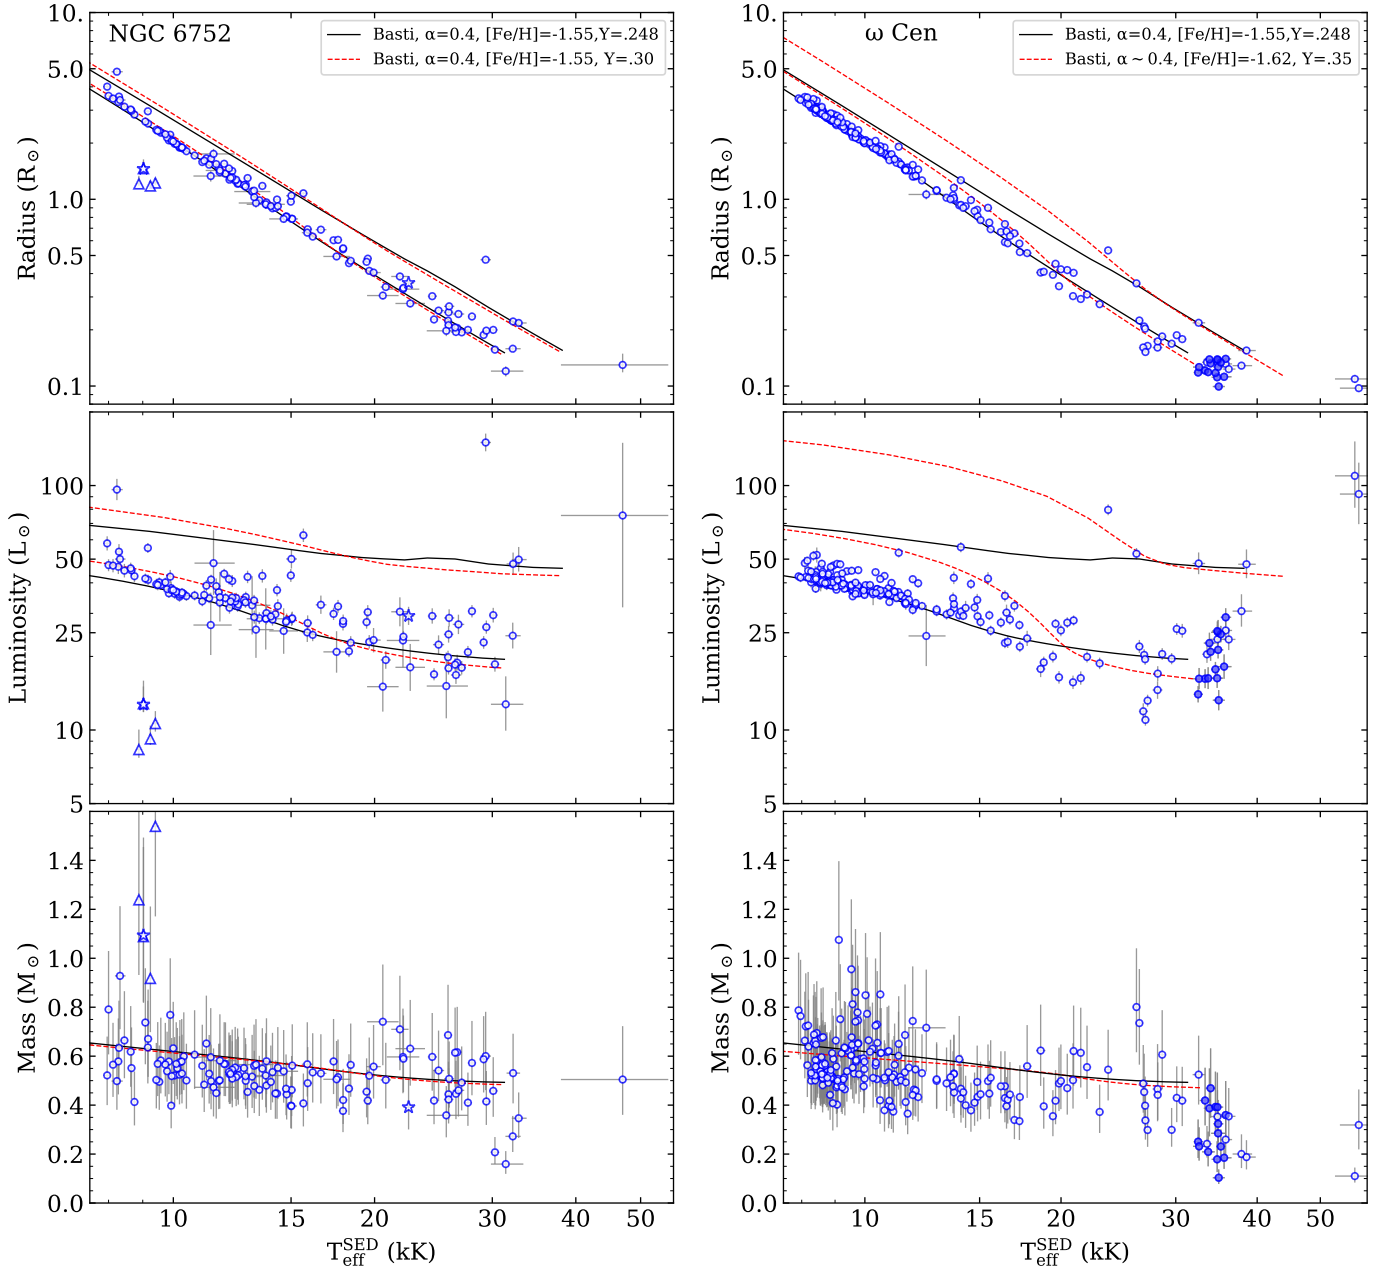 NGC 6752
Basti, α=0.4, [Fe/H]=-1.55,Y=.248
Basti, α=0.4, [Fe/H]=-1.55, Y=.30
10.
5.0
1.0
0.5
0.1
Radius (R⊙)
ω Cen
Basti, α=0.4, [Fe/H]=-1.55,Y=.248
Basti, α~0.4, [Fe/H]=-1.62, Y=.35
10.
5.0
1.0
0.5
0.1
Radius (R⊙)
100
50
25
10
5
Luminosity (L⊙)
100
50
25
10
5
Luminosity (L⊙)
1.4
1.2
1.0
0.8
0.6
0.4
0.2
0.0
Mass (M⊙)
10 15 20 30 40 50
T_eff^SED (kK)
1.4
1.2
1.0
0.8
0.6
0.4
0.2
0.0
Mass (M⊙)
10 15 20 30 40 50
T_eff^SED (kK)